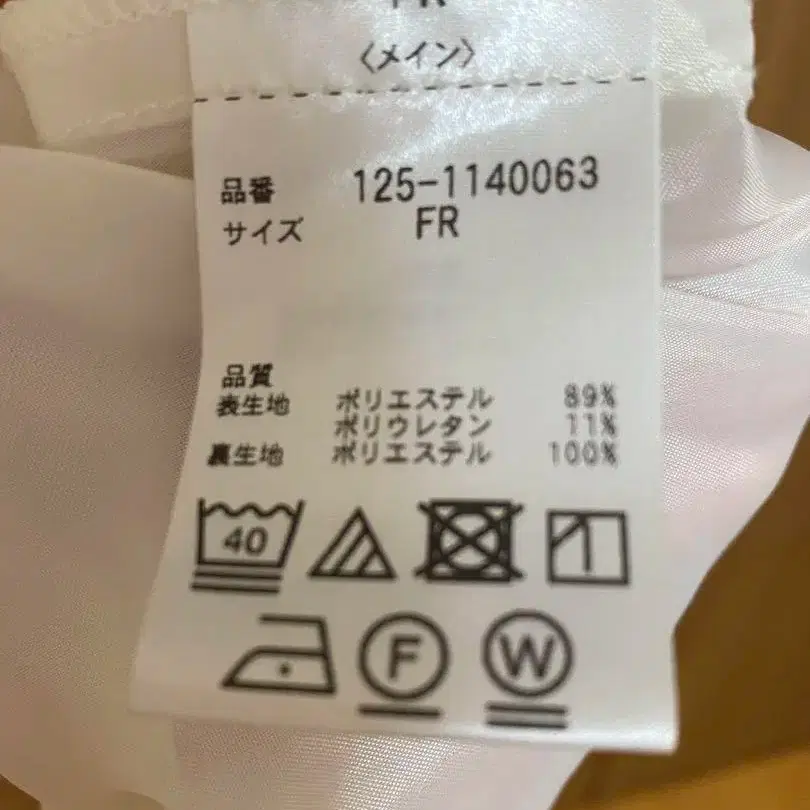 FR
〈メイン〉
品番 125-1140063
サイズ FR
品質
表生地 ポリエステル 89%
ポリウレタン 11%
裏生地 ポリエステル 100%
40
F W